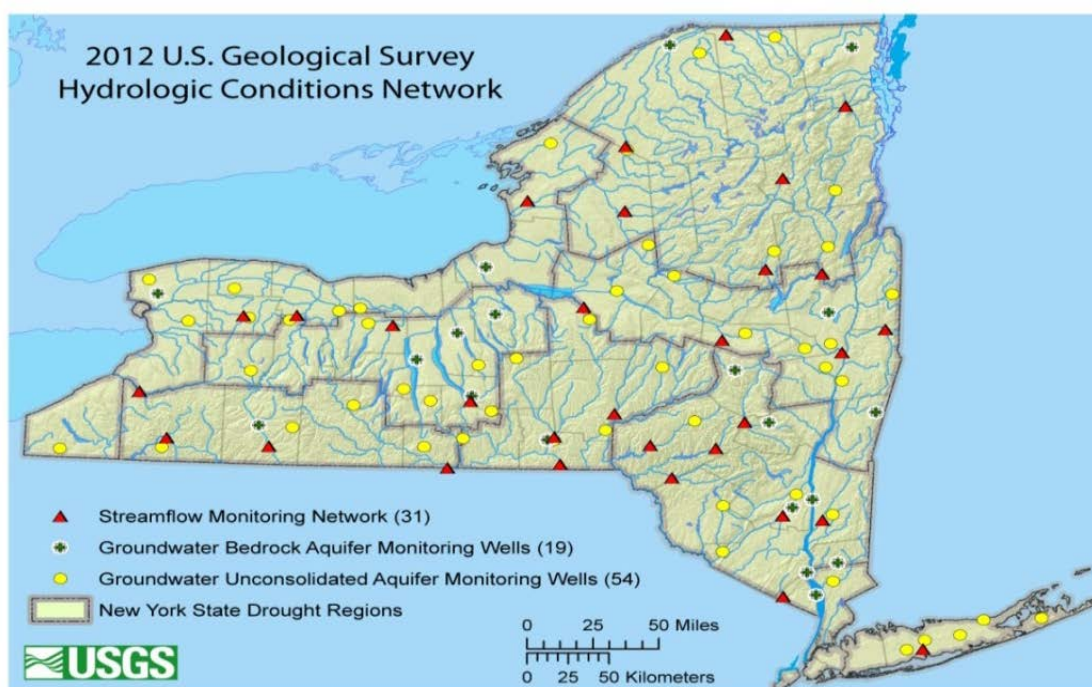 2012 U.S. Geological Survey
Hydrologic Conditions Network
Streamflow Monitoring Network (31)
Groundwater Bedrock Aquifer Monitoring Wells (19)
Groundwater Unconsolidated Aquifer Monitoring Wells (54)
New York State Drought Regions
0 25 50 Miles
0 25 50 Kilometers
USGS